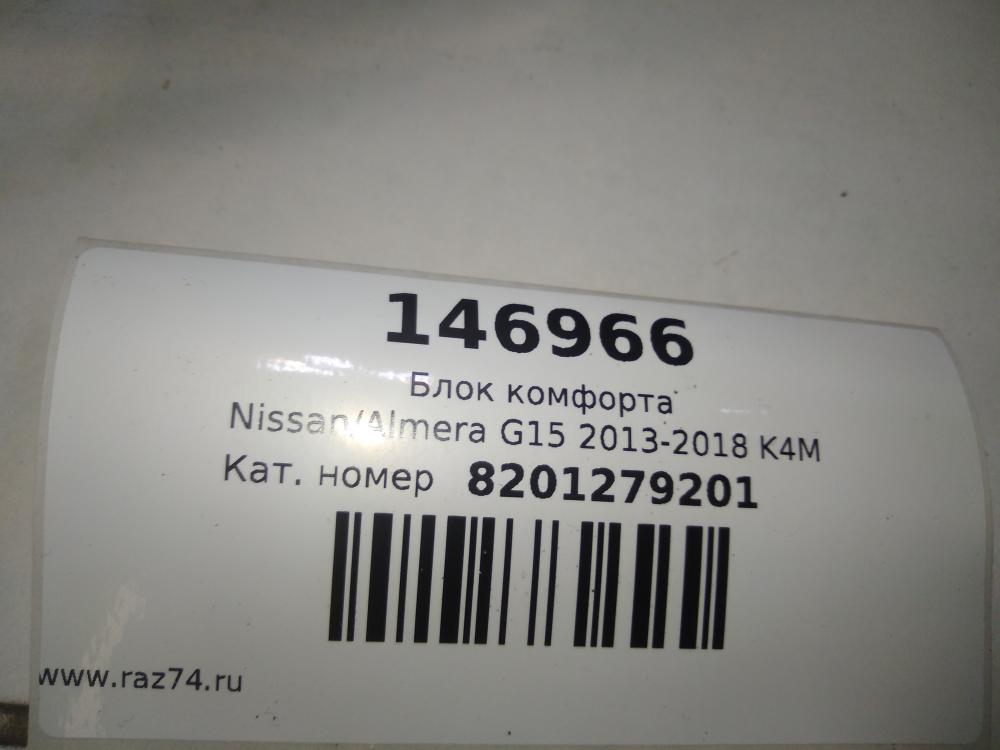 146966
Блок комфорта
Nissan/Almera G15 2013-2018 K4M
Кат. номер 8201279201
www.raz74.ru